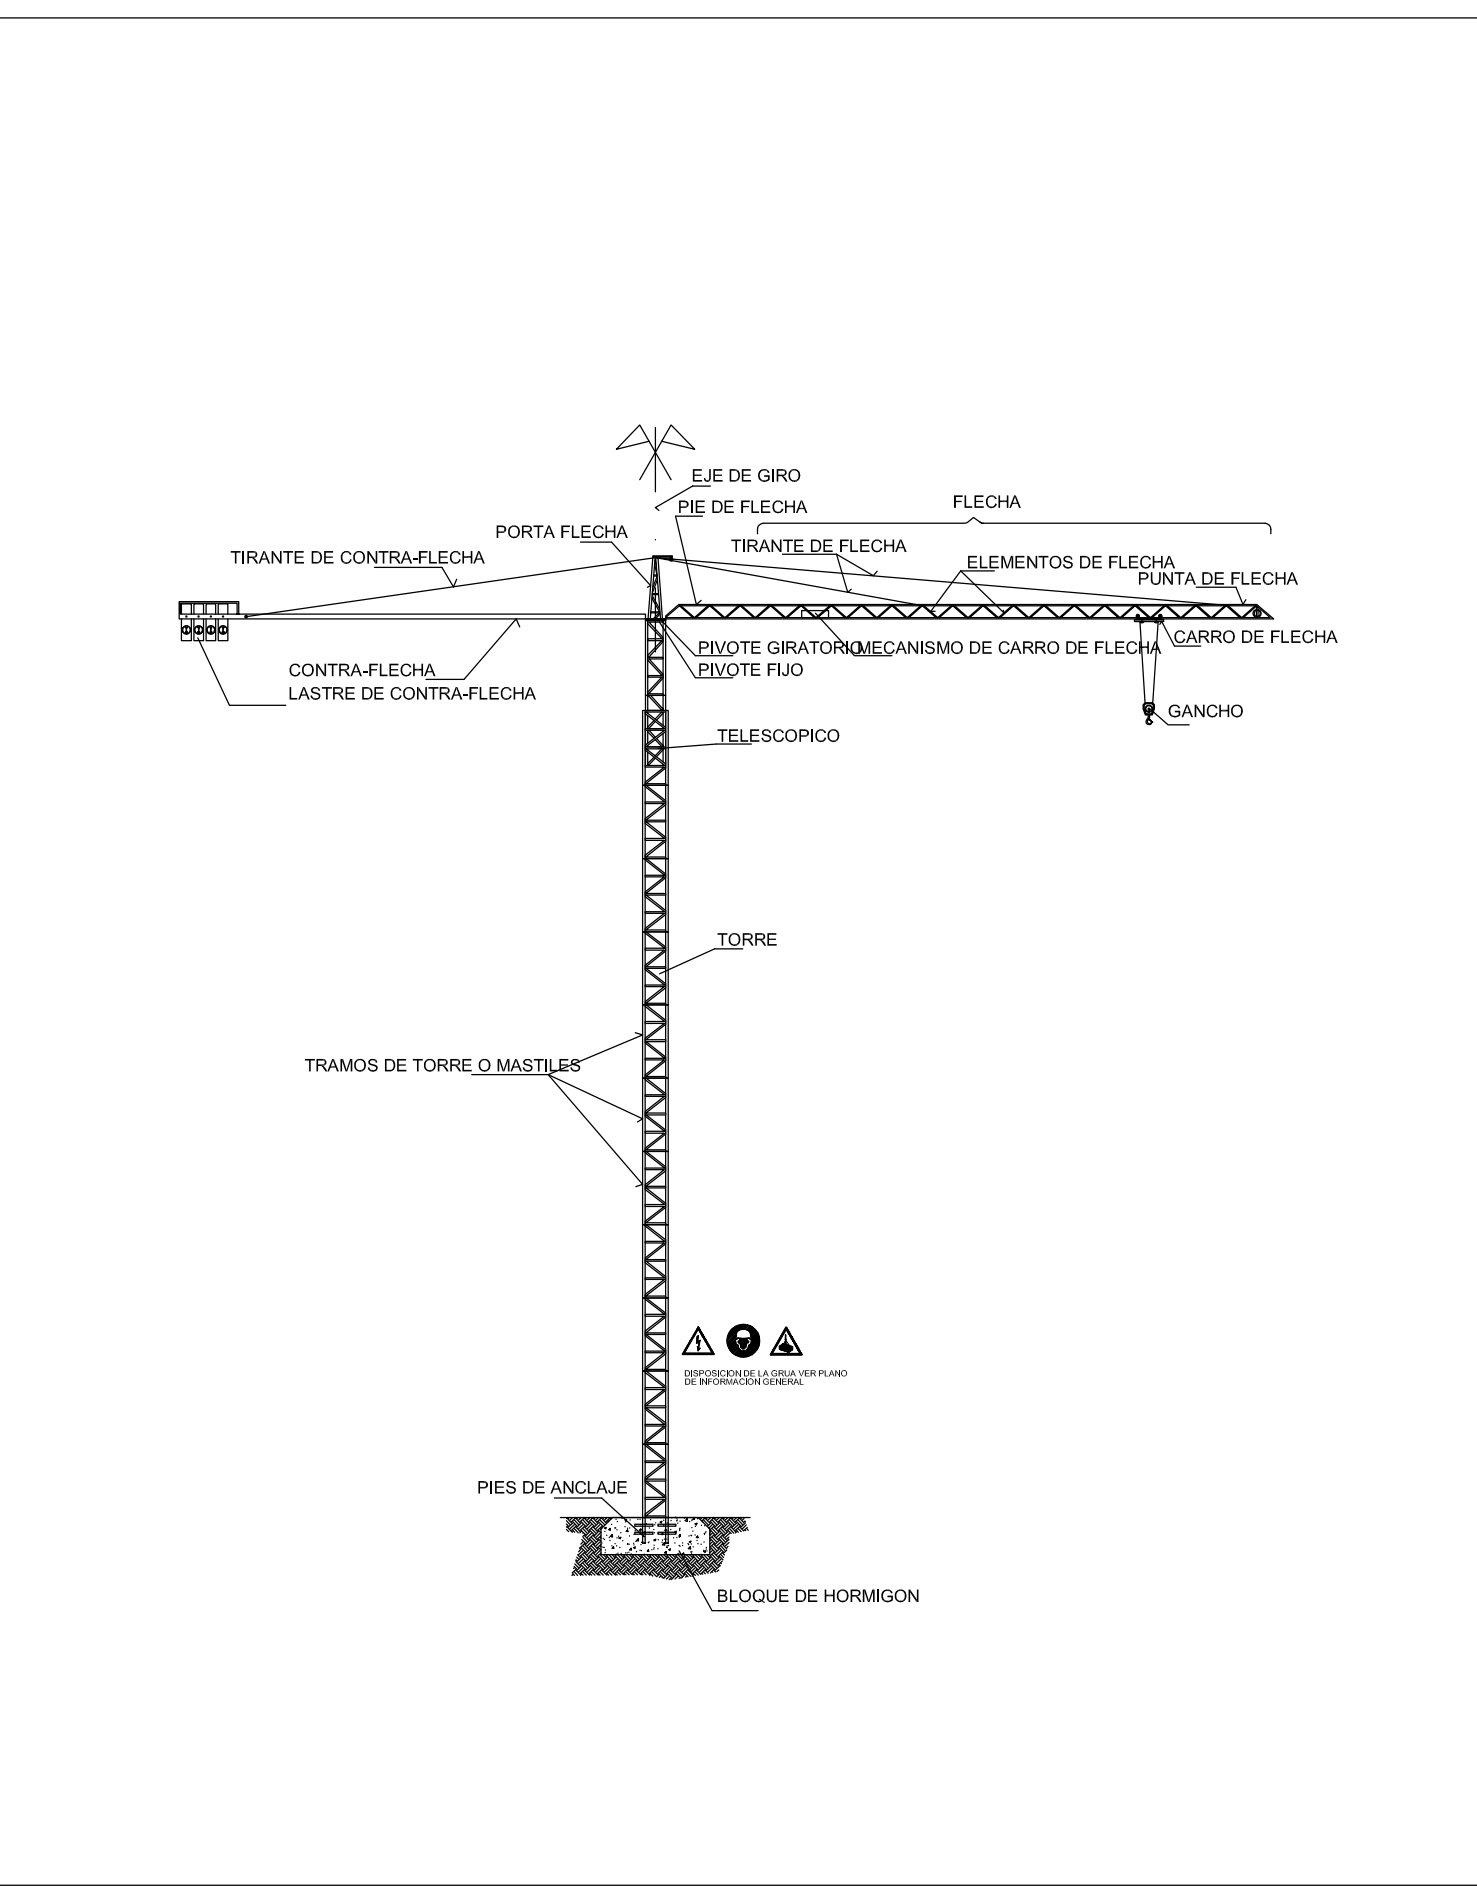 EJE DE GIRO
FLECHA
PIE DE FLECHA
PORTA FLECHA
TIRANTE DE FLECHA
TIRANTE DE CONTRA-FLECHA
ELEMENTOS DE FLECHA
PUNTA DE FLECHA
CARRO DE FLECHA
PIVOTE GIRATORIO
MECANISMO DE CARRO DE FLECHA
PIVOTE FIJO
CONTRA-FLECHA
LASTRE DE CONTRA-FLECHA
GANCHO
TELESCOPICO
TORRE
TRAMOS DE TORRE O MASTILES
DISPOSICION DE LA GRUA VER PLANO
DE INFORMACION GENERAL
PIES DE ANCLAJE
BLOQUE DE HORMIGON